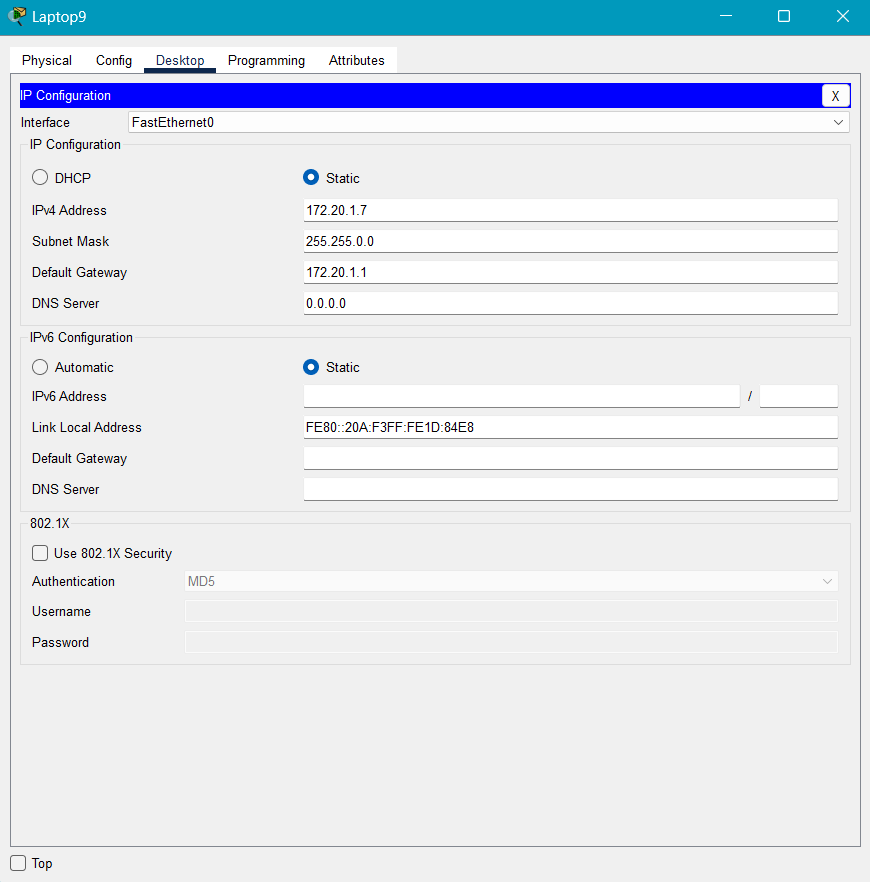 Laptop9
Physical Config Desktop Programming Attributes
IP Configuration X
Interface FastEthernet0
IP Configuration
DHCP Static
IPv4 Address 172.20.1.7
Subnet Mask 255.255.0.0
Default Gateway 172.20.1.1
DNS Server 0.0.0.0
IPv6 Configuration
Automatic Static
IPv6 Address /
Link Local Address FE80::20A:F3FF:FE1D:84E8
Default Gateway
DNS Server
802.1X
Use 802.1X Security
Authentication MD5
Username
Password
Top